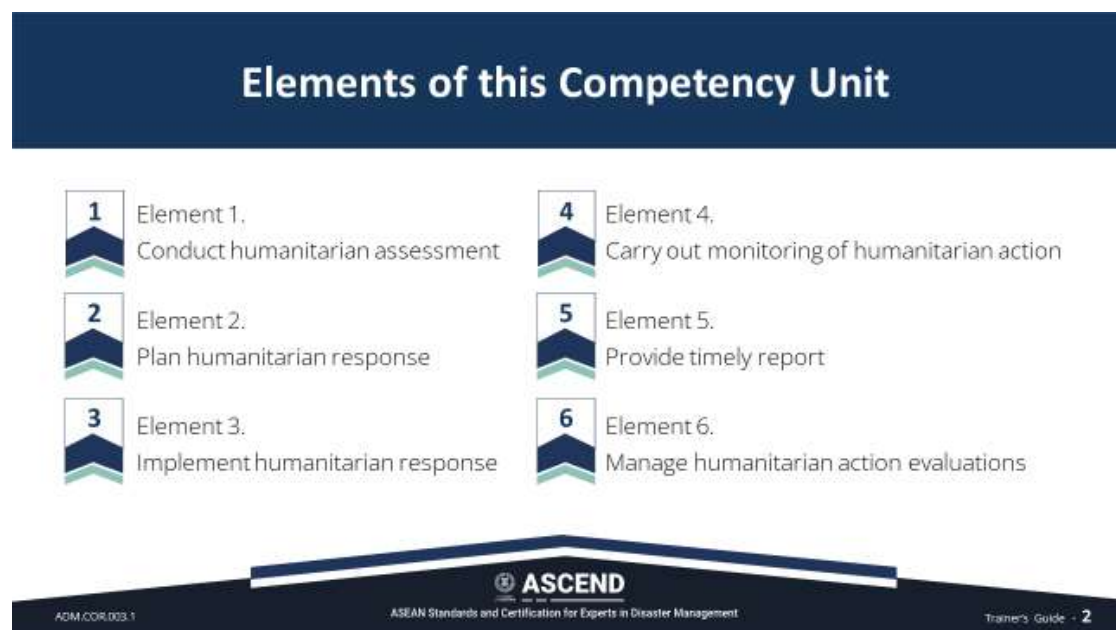 Elements of this Competency Unit
1
Element 1.
Conduct humanitarian assessment
2
Element 2.
Plan humanitarian response
3
Element 3.
Implement humanitarian response
4
Element 4.
Carry out monitoring of humanitarian action
5
Element 5.
Provide timely report
6
Element 6.
Manage humanitarian action evaluations
ASCEND
ASEAN Standards and Certification for Experts in Disaster Management
ADM.COR.003.1
Trainer's Guide - 2